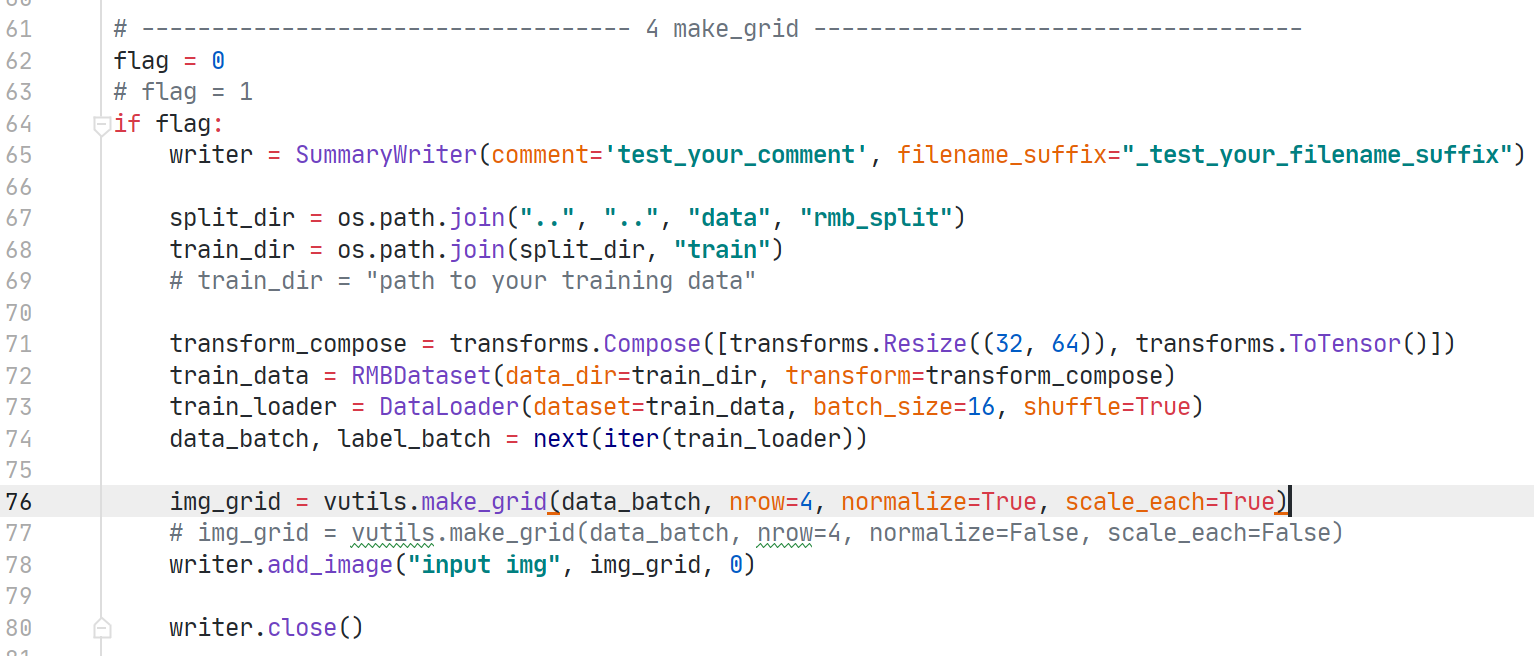 61 # ----------------------------------- 4 make_grid -----------------------------------
62 flag = 0
63 # flag = 1
64 if flag:
65     writer = SummaryWriter(comment='test_your_comment', filename_suffix="_test_your_filename_suffix")
66
67     split_dir = os.path.join("..", "..", "data", "rmb_split")
68     train_dir = os.path.join(split_dir, "train")
69     # train_dir = "path to your training data"
70
71     transform_compose = transforms.Compose([transforms.Resize((32, 64)), transforms.ToTensor()])
72     train_data = RMBDataset(data_dir=train_dir, transform=transform_compose)
73     train_loader = DataLoader(dataset=train_data, batch_size=16, shuffle=True)
74     data_batch, label_batch = next(iter(train_loader))
75
76     img_grid = vutils.make_grid(data_batch, nrow=4, normalize=True, scale_each=True)
77     # img_grid = vutils.make_grid(data_batch, nrow=4, normalize=False, scale_each=False)
78     writer.add_image("input img", img_grid, 0)
79
80     writer.close()